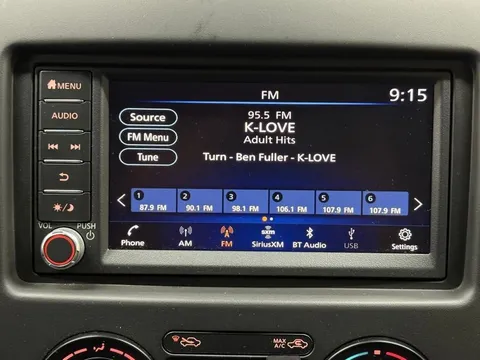 MENU
AUDIO
VOL
PUSH
FM
9:15
Source
FM Menu
Tune
95.5 FM
K-LOVE
Adult Hits
Turn - Ben Fuller - K-LOVE
1 2 3 4 5 6
87.9 FM 90.1 FM 98.1 FM 106.1 FM 107.9 FM 107.9 FM
Phone AM FM SiriusXM BT Audio USB Settings
sxm
MAX
A/C